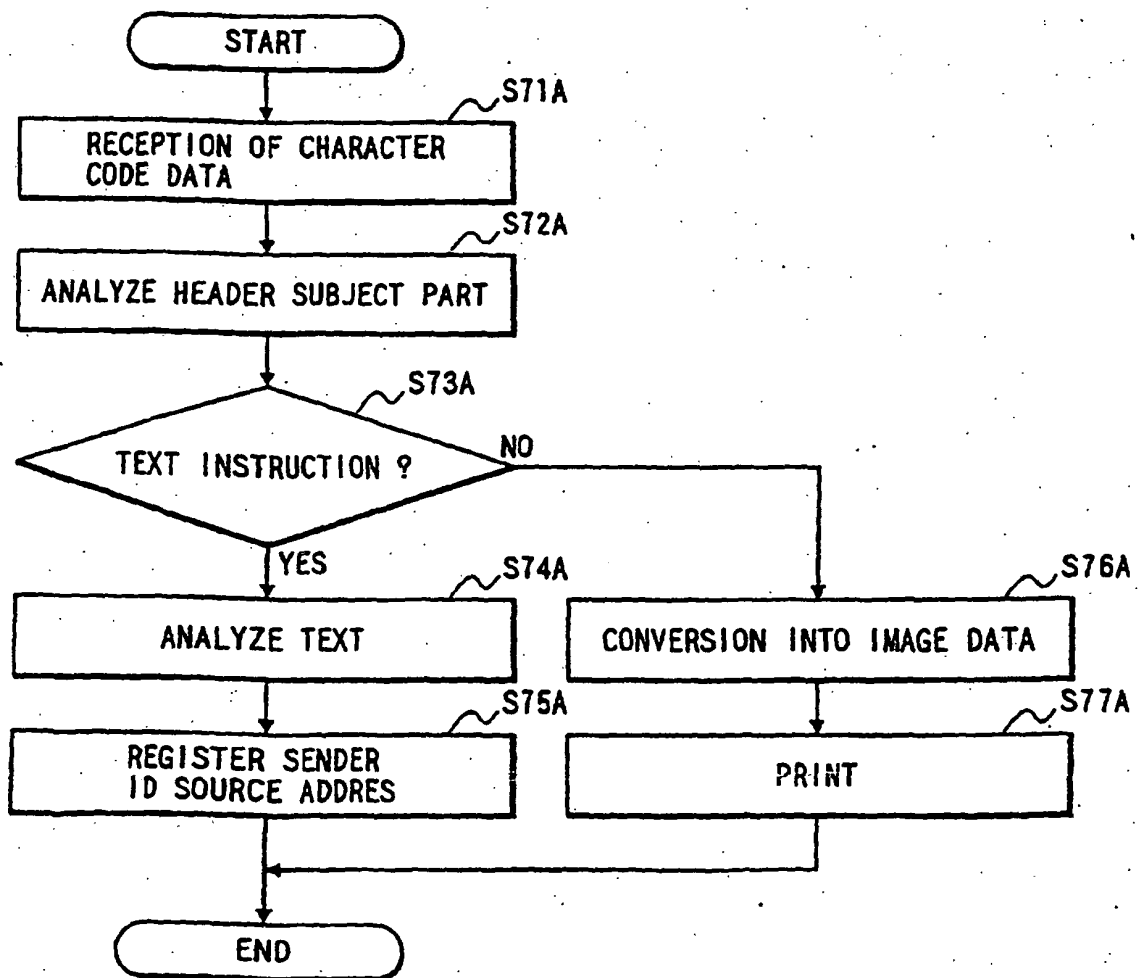 START
S71A
RECEPTION OF CHARACTER
CODE DATA
S72A
ANALYZE HEADER SUBJECT PART
S73A
TEXT INSTRUCTION ?
NO
YES
S74A
ANALYZE TEXT
S76A
CONVERSION INTO IMAGE DATA
S75A
REGISTER SENDER
ID SOURCE ADDRES
S77A
PRINT
END